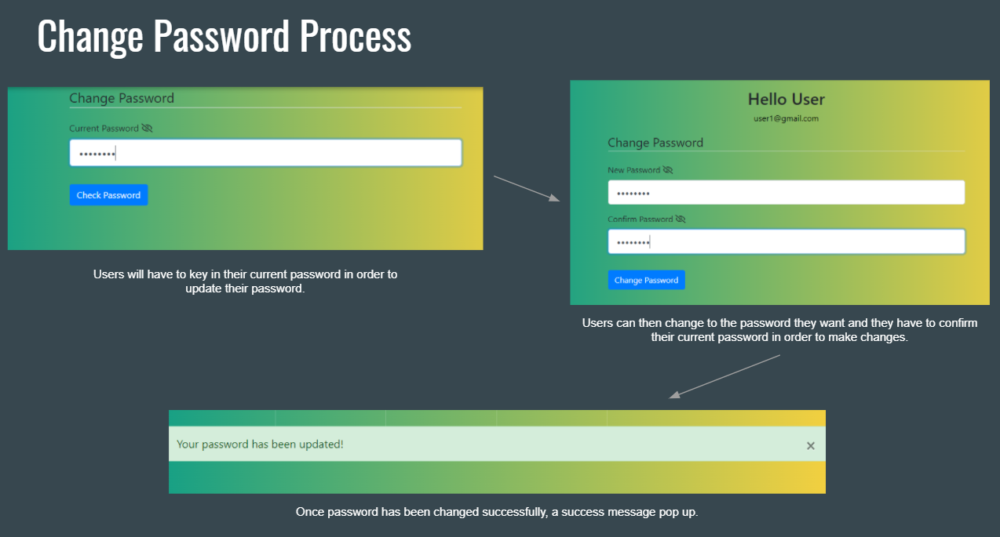 Change Password Process
Change Password
Current Password
••••••••
Check Password
Users will have to key in their current password in order to
update their password.
Hello User
user1@gmail.com
Change Password
New Password
••••••••
Confirm Password
••••••••
Change Password
Users can then change to the password they want and they have to confirm
their current password in order to make changes.
Your password has been updated!
×
Once password has been changed successfully, a success message pop up.